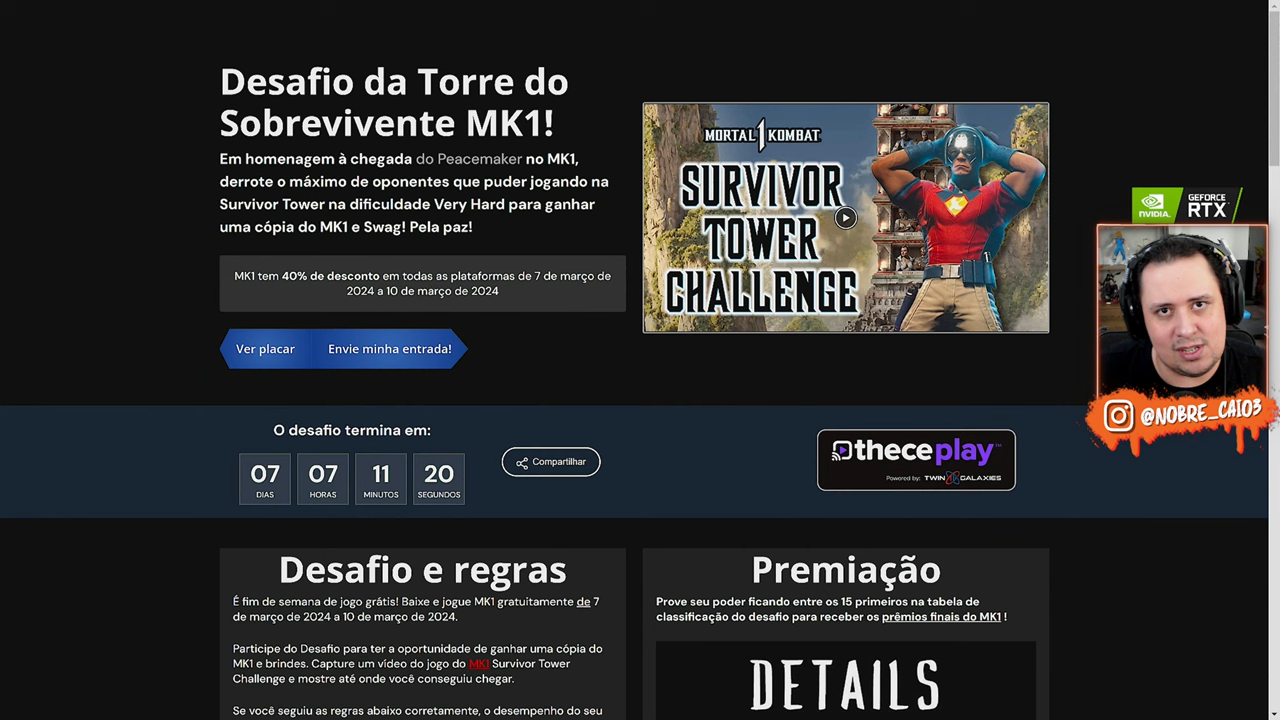 Desafio da Torre do
Sobrevivente MK1!
Em homenagem à chegada do Peacemaker no MK1,
derrote o máximo de oponentes que puder jogando na
Survivor Tower na dificuldade Very Hard para ganhar
uma cópia do MK1 e Swag! Pela paz!
MK1 tem 40% de desconto em todas as plataformas de 7 de março de
2024 a 10 de março de 2024
Ver placar
Envie minha entrada!
MORTAL 1 KOMBAT
SURVIVOR
TOWER
CHALLENGE
NVIDIA.
GEFORCE
RTX
@NOBRE_CAIO3
O desafio termina em:
07 07 11 20
DIAS HORAS MINUTOS SEGUNDOS
Compartilhar
theceplay™
Powered by: TWIN GALAXIES
Desafio e regras
É fim de semana de jogo grátis! Baixe e jogue MK1 gratuitamente de 7
de março de 2024 a 10 de março de 2024.
Participe do Desafio para ter a oportunidade de ganhar uma cópia do
MK1 e brindes. Capture um vídeo do jogo do MK1 Survivor Tower
Challenge e mostre até onde você conseguiu chegar.
Se você seguiu as regras abaixo corretamente, o desempenho do seu
Premiação
Prove seu poder ficando entre os 15 primeiros na tabela de
classificação do desafio para receber os prêmios finais do MK1 !
DETAILS